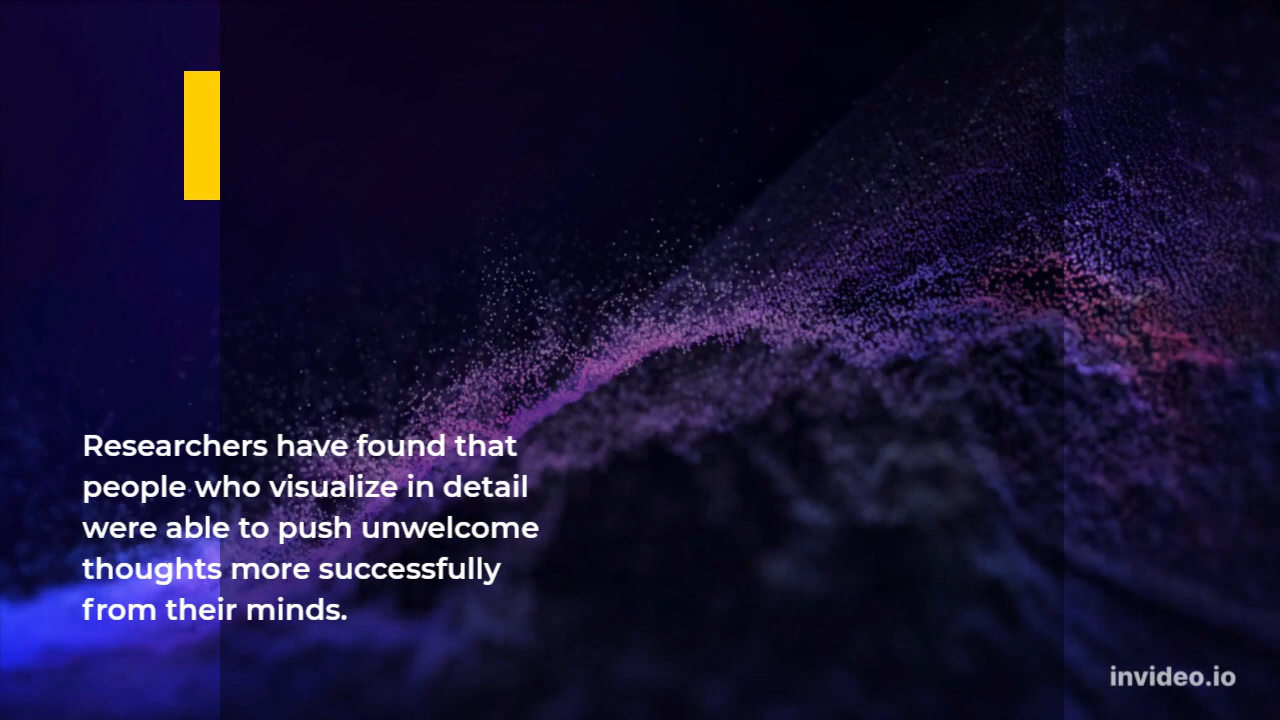 Researchers have found that
people who visualize in detail
were able to push unwelcome
thoughts more successfully
from their minds.
invideo.io